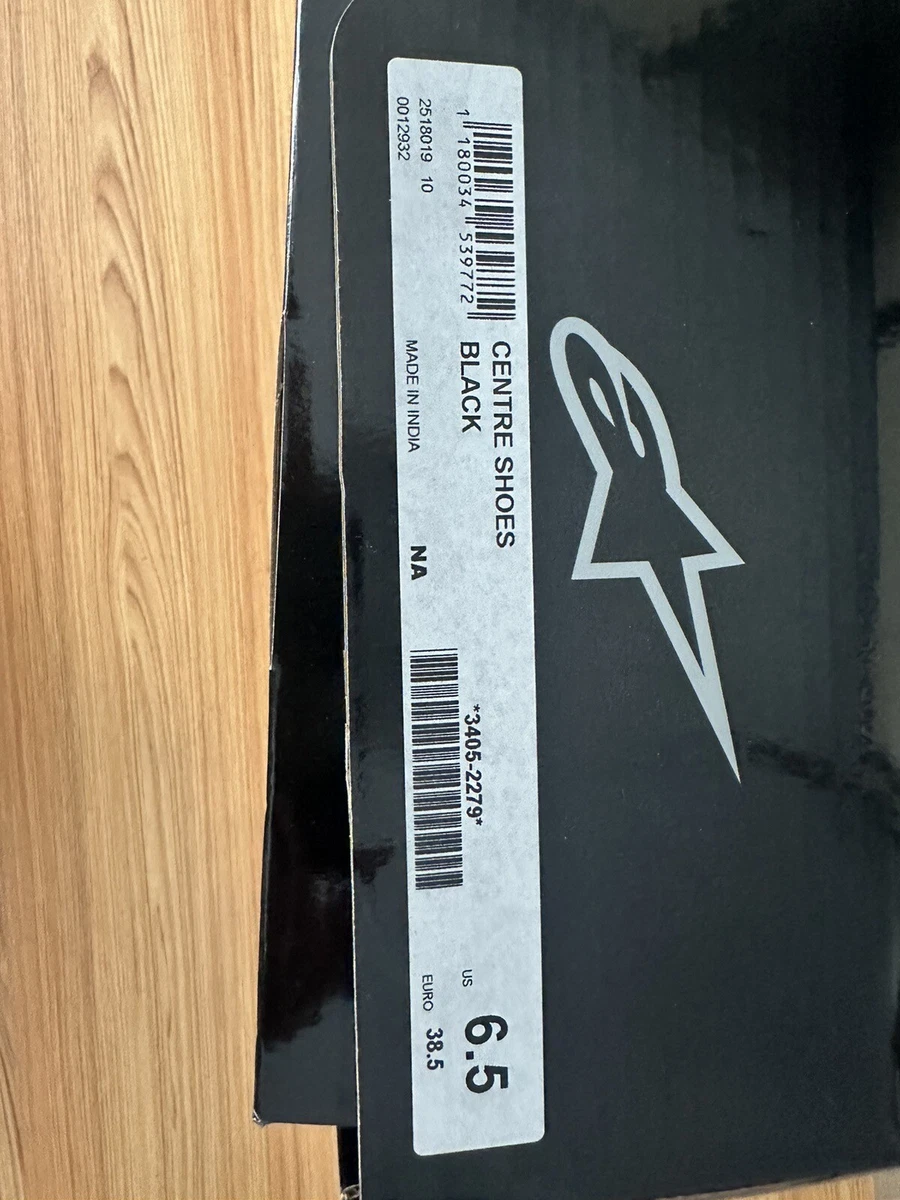 CENTRE SHOES
BLACK
1 180034 539772
2518019 10
0012932
MADE IN INDIA
NA
*3405-2279*
US 6.5
EURO 38.5